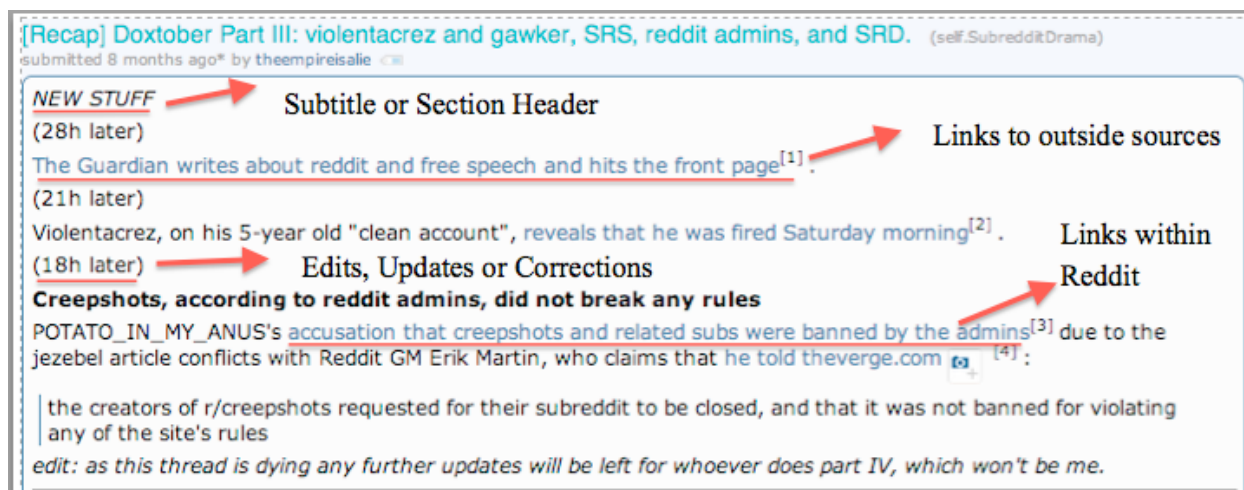 [Recap] Doxtober Part III: violentacrez and gawker, SRS, reddit admins, and SRD. (self.SubredditDrama)
submitted 8 months ago* by theempireisalie
NEW STUFF
Subtitle or Section Header
(28h later)
Links to outside sources
The Guardian writes about reddit and free speech and hits the front page[1] .
(21h later)
Violentacrez, on his 5-year old "clean account", reveals that he was fired Saturday morning[2] .
Links within
Reddit
(18h later)
Edits, Updates or Corrections
Creepshots, according to reddit admins, did not break any rules
POTATO_IN_MY_ANUS's accusation that creepshots and related subs were banned by the admins[3] due to the
jezebel article conflicts with Reddit GM Erik Martin, who claims that he told theverge.com [4] :
the creators of r/creepshots requested for their subreddit to be closed, and that it was not banned for violating
any of the site's rules
edit: as this thread is dying any further updates will be left for whoever does part IV, which won't be me.